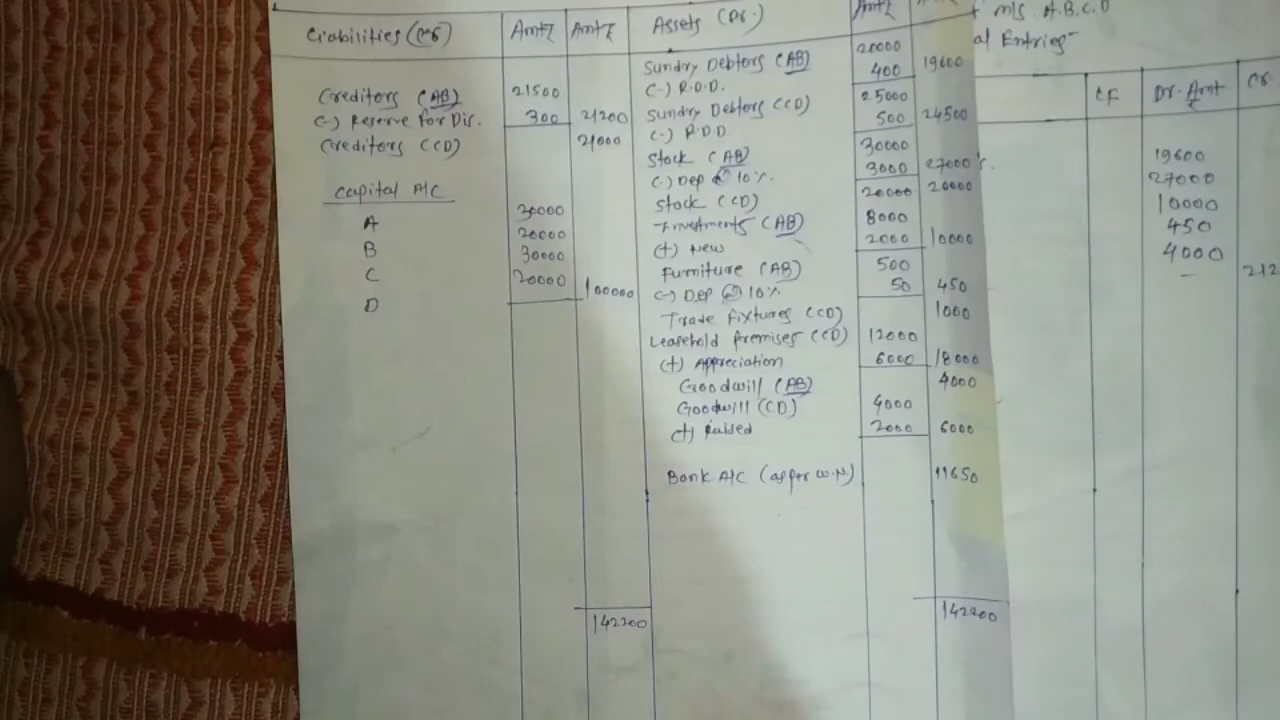 Liabilities (Cr) Amt₹ Amt₹ Assets (Dr.) Amt₹
m/s. A.B.C.D
Entries
CF Dr. Amt Cr.
Sundry Debtors (AB) 20000
(-) R.D.D. 400 19600
Creditors (AB) 21500
(-) Reserve for Dis. 300 21200
Creditors (CD) 21000
Sundry Debtors (CD) 25000
(-) R.D.D. 500 24500
Stock (AB) 30000
(-) Dep @ 10%. 3000 27000
Stock (CD) 20000 20000
Capital A/C
A 30000
B 20000
C 30000
D 20000 100000
Investments (AB) 8000
(+) New 2000 10000
Furniture (AB) 500
(-) Dep @ 10%. 50 450
Trade Fixtures (CD) 1000
Leasehold Premises (CD) 12000
(+) Appreciation 6000 18000
Goodwill (AB) 4000
Goodwill (CD) 4000
(+) Raised 2000 6000
Bank A/C (as per W.N.) 11650
142200 142200
19600
27000
10000
450
4000
212